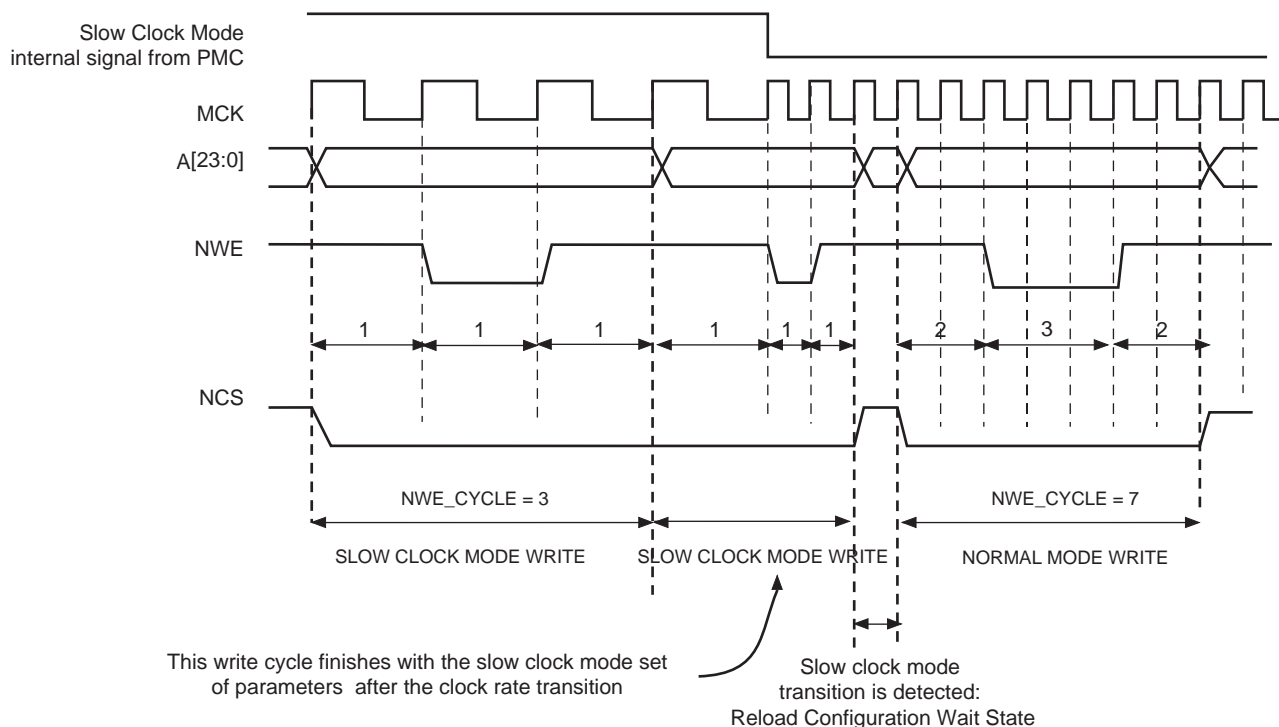 Slow Clock Mode
internal signal from PMC
MCK
A[23:0]
NWE
1 1 1 1 1 1 2 3 2
NCS
NWE_CYCLE = 3 NWE_CYCLE = 7
SLOW CLOCK MODE WRITE SLOW CLOCK MODE WRITE NORMAL MODE WRITE
This write cycle finishes with the slow clock mode set
of parameters after the clock rate transition
Slow clock mode
transition is detected:
Reload Configuration Wait State